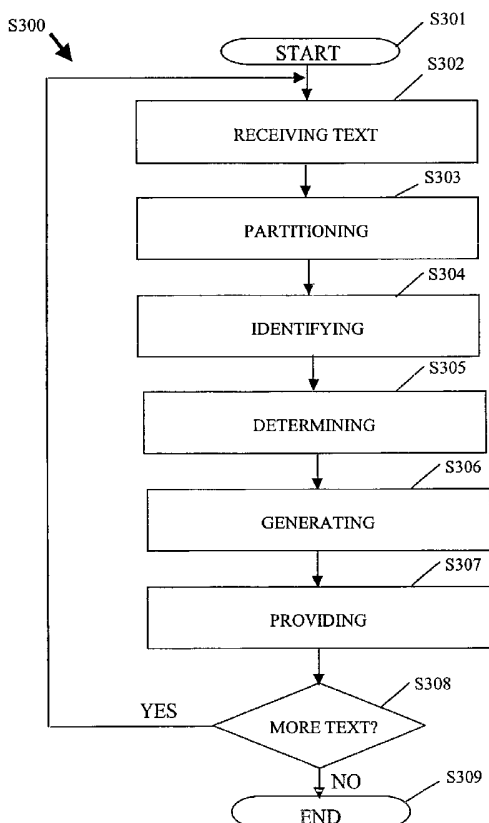 S300
S301
START
S302
RECEIVING TEXT
S303
PARTITIONING
S304
IDENTIFYING
S305
DETERMINING
S306
GENERATING
S307
PROVIDING
S308
YES
MORE TEXT?
NO
S309
END